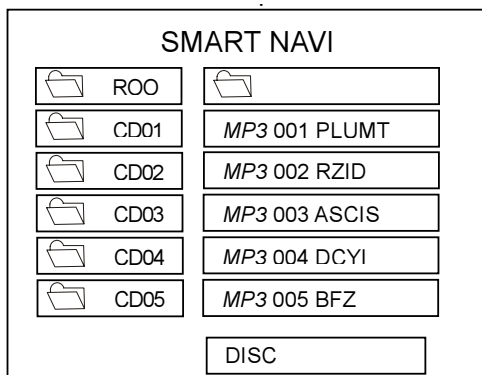 SMART NAVI
ROO
CD01 MP3 001 PLUMT
CD02 MP3 002 RZID
CD03 MP3 003 ASCIS
CD04 MP3 004 DCYI
CD05 MP3 005 BFZ
DISC